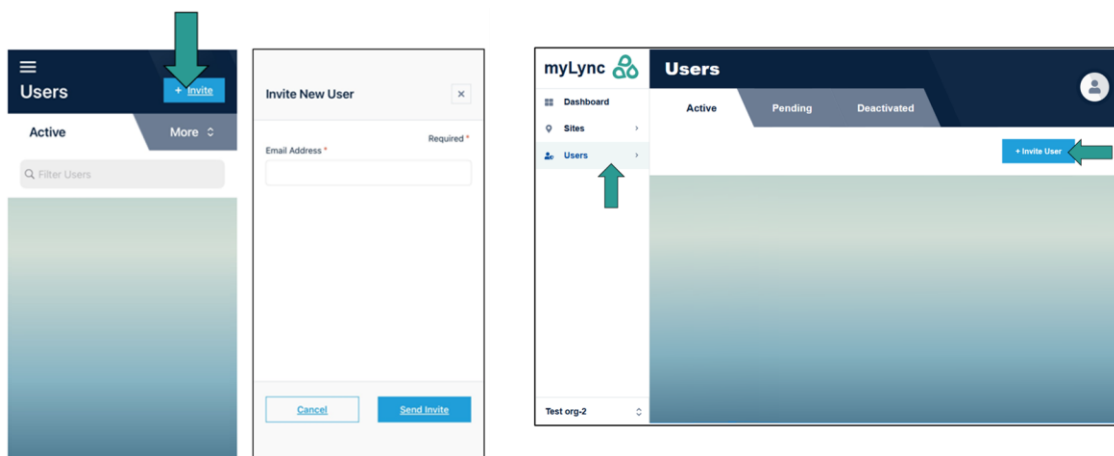 Users
+ Invite
Active
More
Filter Users
Invite New User
×
Required *
Email Address *
Cancel
Send Invite
myLync
Dashboard
Sites
Users
Test org-2
Users
Active
Pending
Deactivated
+ Invite User